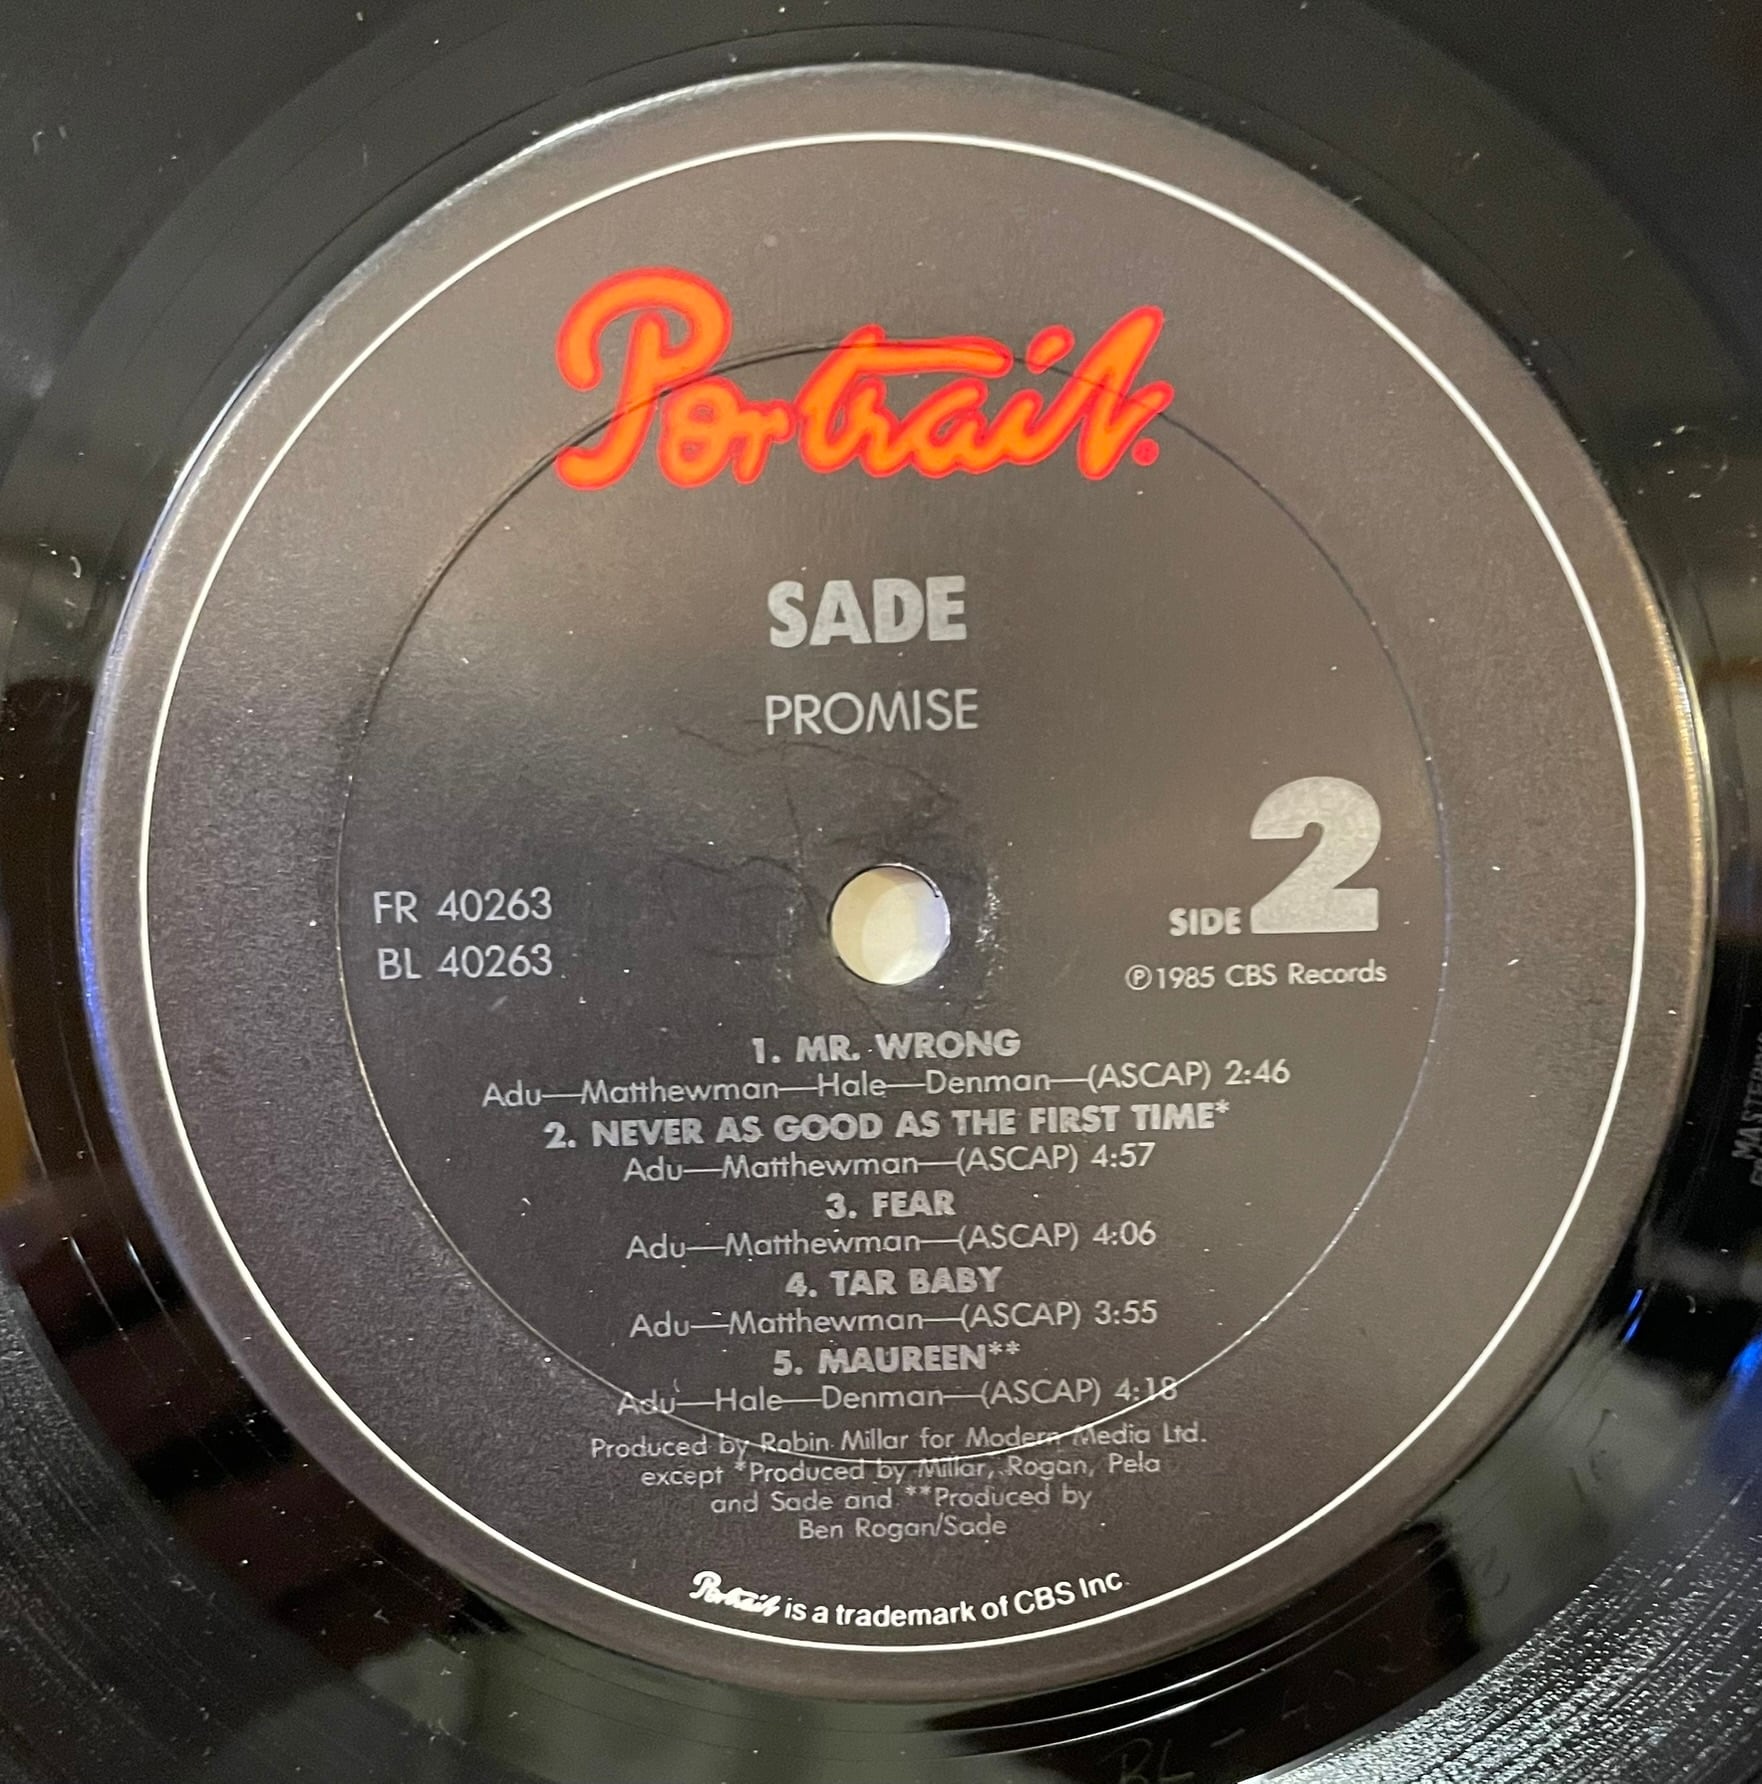 Portrait.
SADE
PROMISE
FR 40263
BL 40263
SIDE 2
℗1985 CBS Records
1. MR. WRONG
Adu—Matthewman—Hale—Denman—(ASCAP) 2:46
2. NEVER AS GOOD AS THE FIRST TIME*
Adu—Matthewman—(ASCAP) 4:57
3. FEAR
Adu—Matthewman—(ASCAP) 4:06
4. TAR BABY
Adu—Matthewman—(ASCAP) 3:55
5. MAUREEN**
Adu—Hale—Denman—(ASCAP) 4:18
Produced by Robin Millar for Modern Media Ltd.
except *Produced by Millar, Rogan, Pela
and Sade and **Produced by
Ben Rogan/Sade
Portrait is a trademark of CBS Inc.
BL -